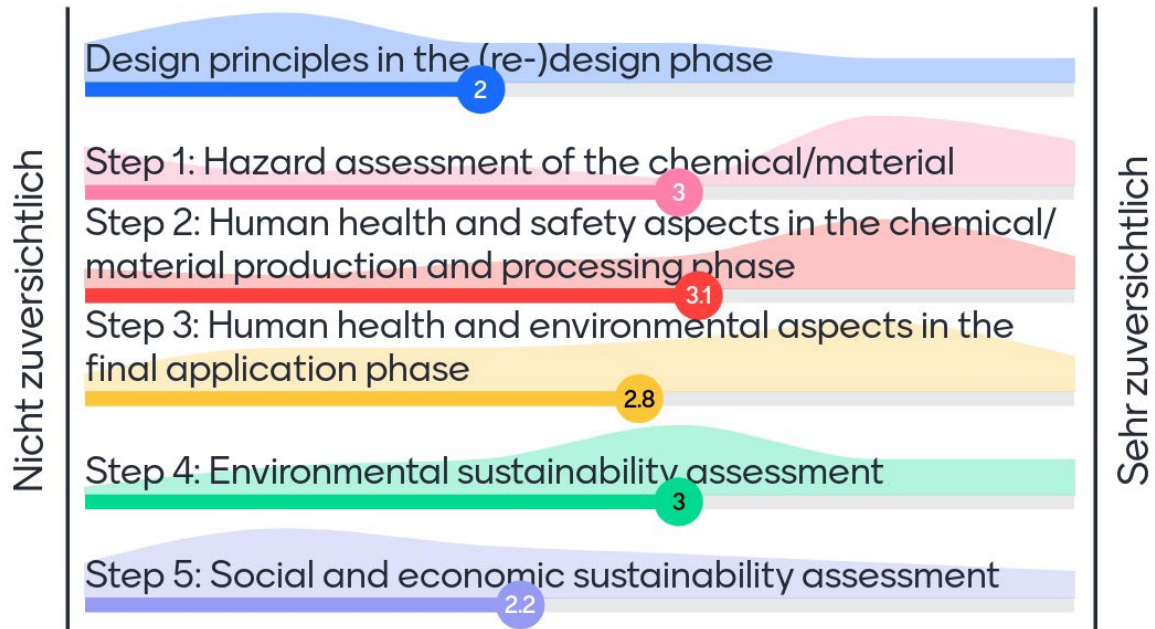 Nicht zuversichtlich
Design principles in the (re-)design phase
2
Step 1: Hazard assessment of the chemical/material
3
Step 2: Human health and safety aspects in the chemical/
material production and processing phase
3.1
Step 3: Human health and environmental aspects in the
final application phase
2.8
Step 4: Environmental sustainability assessment
3
Step 5: Social and economic sustainability assessment
2.2
Sehr zuversichtlich